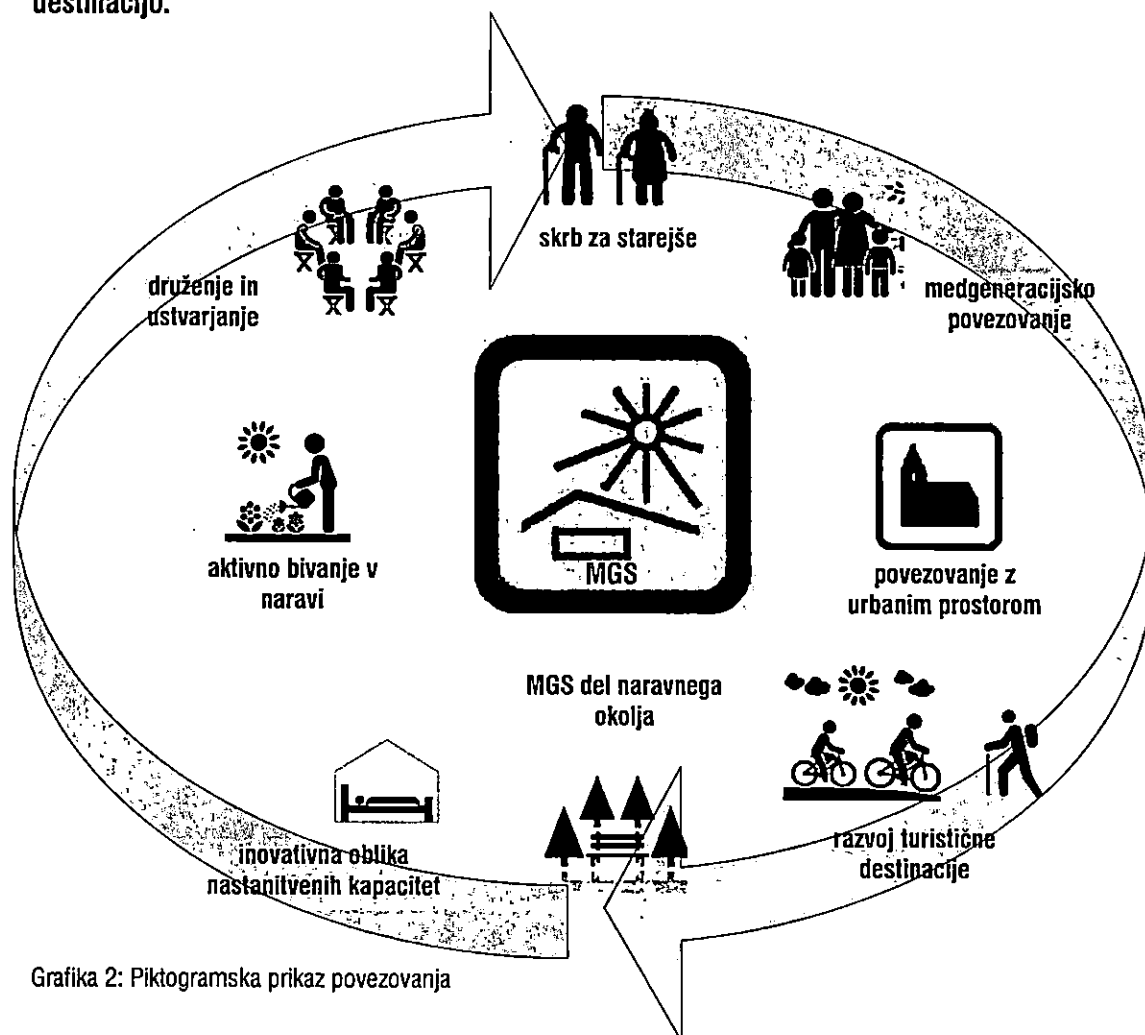 destinacijo.
skrb za starejše
medgeneracijsko
povezovanje
druženje in
ustvarjanje
aktivno bivanje v
naravi
MGS
povezovanje z
urbanim prostorom
MGS del naravnega
okolja
inovativna oblika
nastanitvenih kapacitet
razvoj turistične
destinacije
Grafika 2: Piktogramska prikaz povezovanja